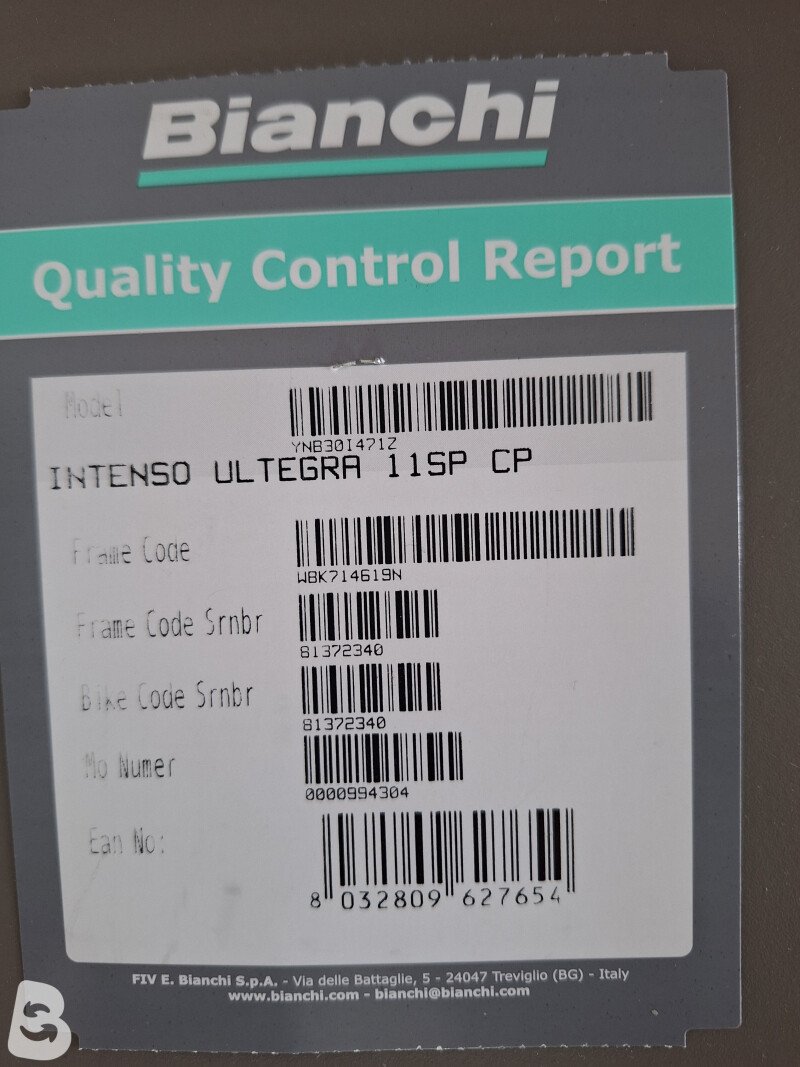 Bianchi
Quality Control Report
Model
YNB30I471Z
INTENSO ULTEGRA 11SP CP
Frame Code
WBK714619N
Frame Code Srnbr
81372340
Bike Code Srnbr
81372340
Mo Numer
0000994304
Ean No:
8 032809 627654
FIV E. Bianchi S.p.A. - Via delle Battaglie, 5 - 24047 Treviglio (BG) - Italy
www.bianchi.com - bianchi@bianchi.com